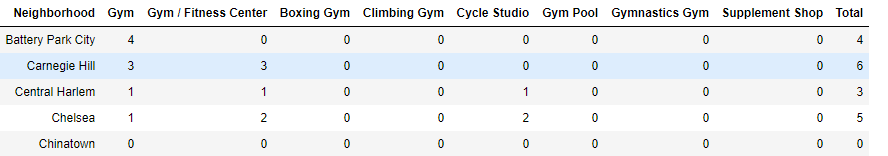 Neighborhood Gym Gym / Fitness Center Boxing Gym Climbing Gym Cycle Studio Gym Pool Gymnastics Gym Supplement Shop Total
Battery Park City 4 0 0 0 0 0 0 0 4
Carnegie Hill 3 3 0 0 0 0 0 0 6
Central Harlem 1 1 0 0 1 0 0 0 3
Chelsea 1 2 0 0 2 0 0 0 5
Chinatown 0 0 0 0 0 0 0 0 0